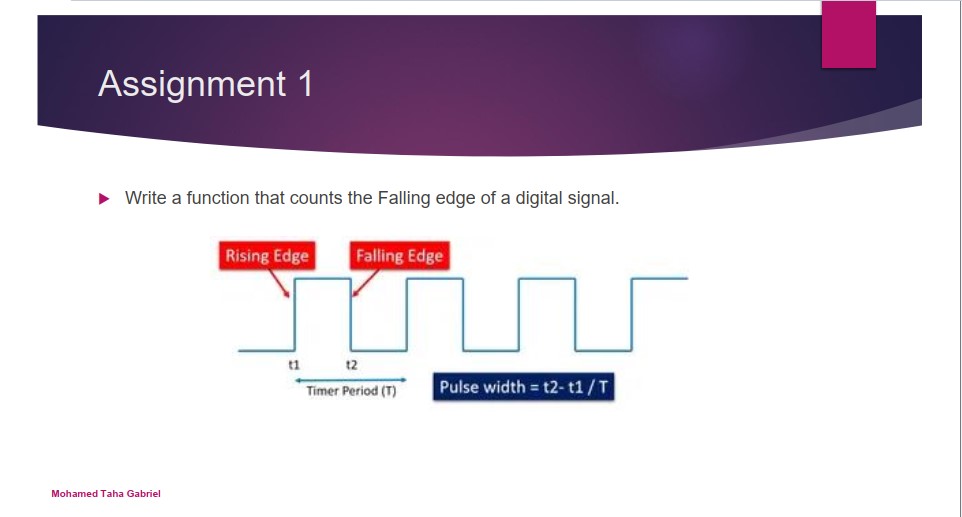 Assignment 1
Write a function that counts the Falling edge of a digital signal.
Rising Edge
Falling Edge
t1
t2
Timer Period (T)
Pulse width = t2- t1 / T
Mohamed Taha Gabriel